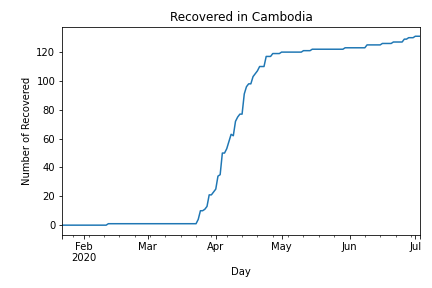 Recovered in Cambodia
Number of Recovered
120
100
80
60
40
20
0
Feb
2020
Mar
Apr
May
Jun
Jul
Day